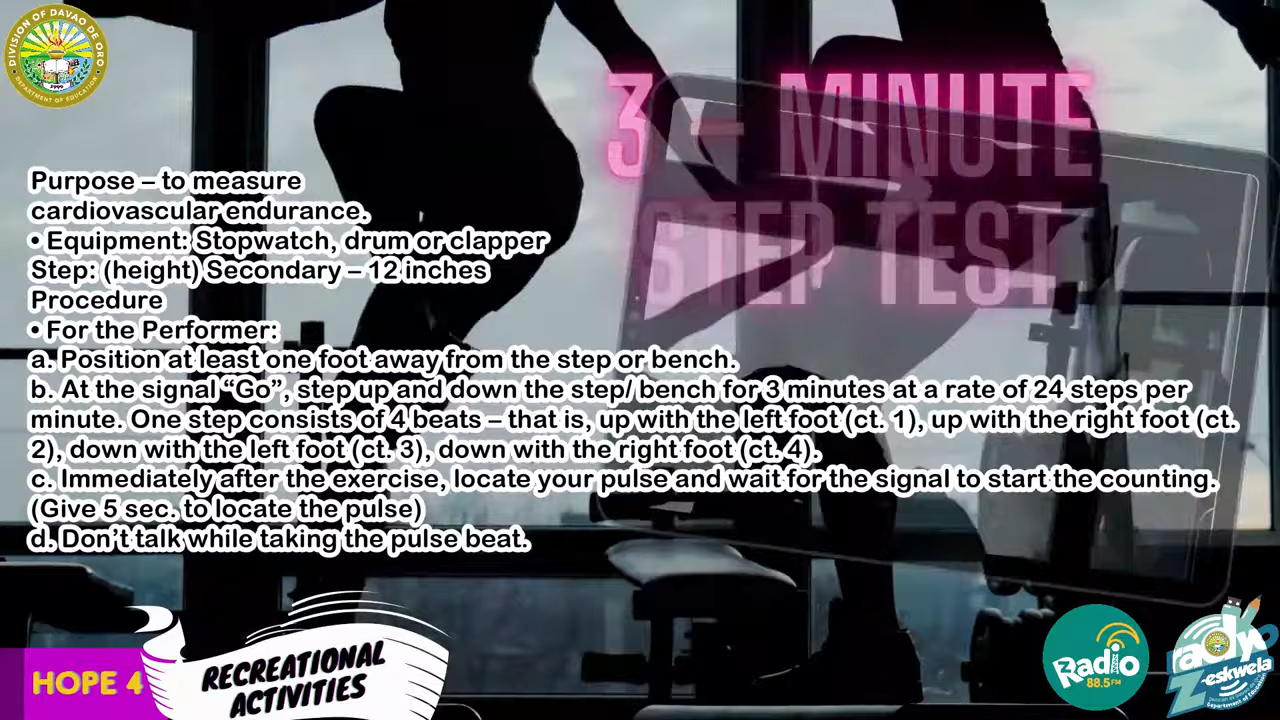 DIVISION OF DAVAO DE ORO
DEPARTMENT OF EDUCATION
3 - MINUTE
STEP TEST
Purpose – to measure
cardiovascular endurance.
• Equipment: Stopwatch, drum or clapper
Step: (height) Secondary – 12 inches
Procedure
• For the Performer:
a. Position at least one foot away from the step or bench.
b. At the signal “Go”, step up and down the step/ bench for 3 minutes at a rate of 24 steps per
minute. One step consists of 4 beats – that is, up with the left foot (ct. 1), up with the right foot (ct.
2), down with the left foot (ct. 3), down with the right foot (ct. 4).
c. Immediately after the exercise, locate your pulse and wait for the signal to start the counting.
(Give 5 sec. to locate the pulse)
d. Don’t talk while taking the pulse beat.
HOPE 4
RECREATIONAL
ACTIVITIES
Radio
88.5 FM
radyo
-eskwela